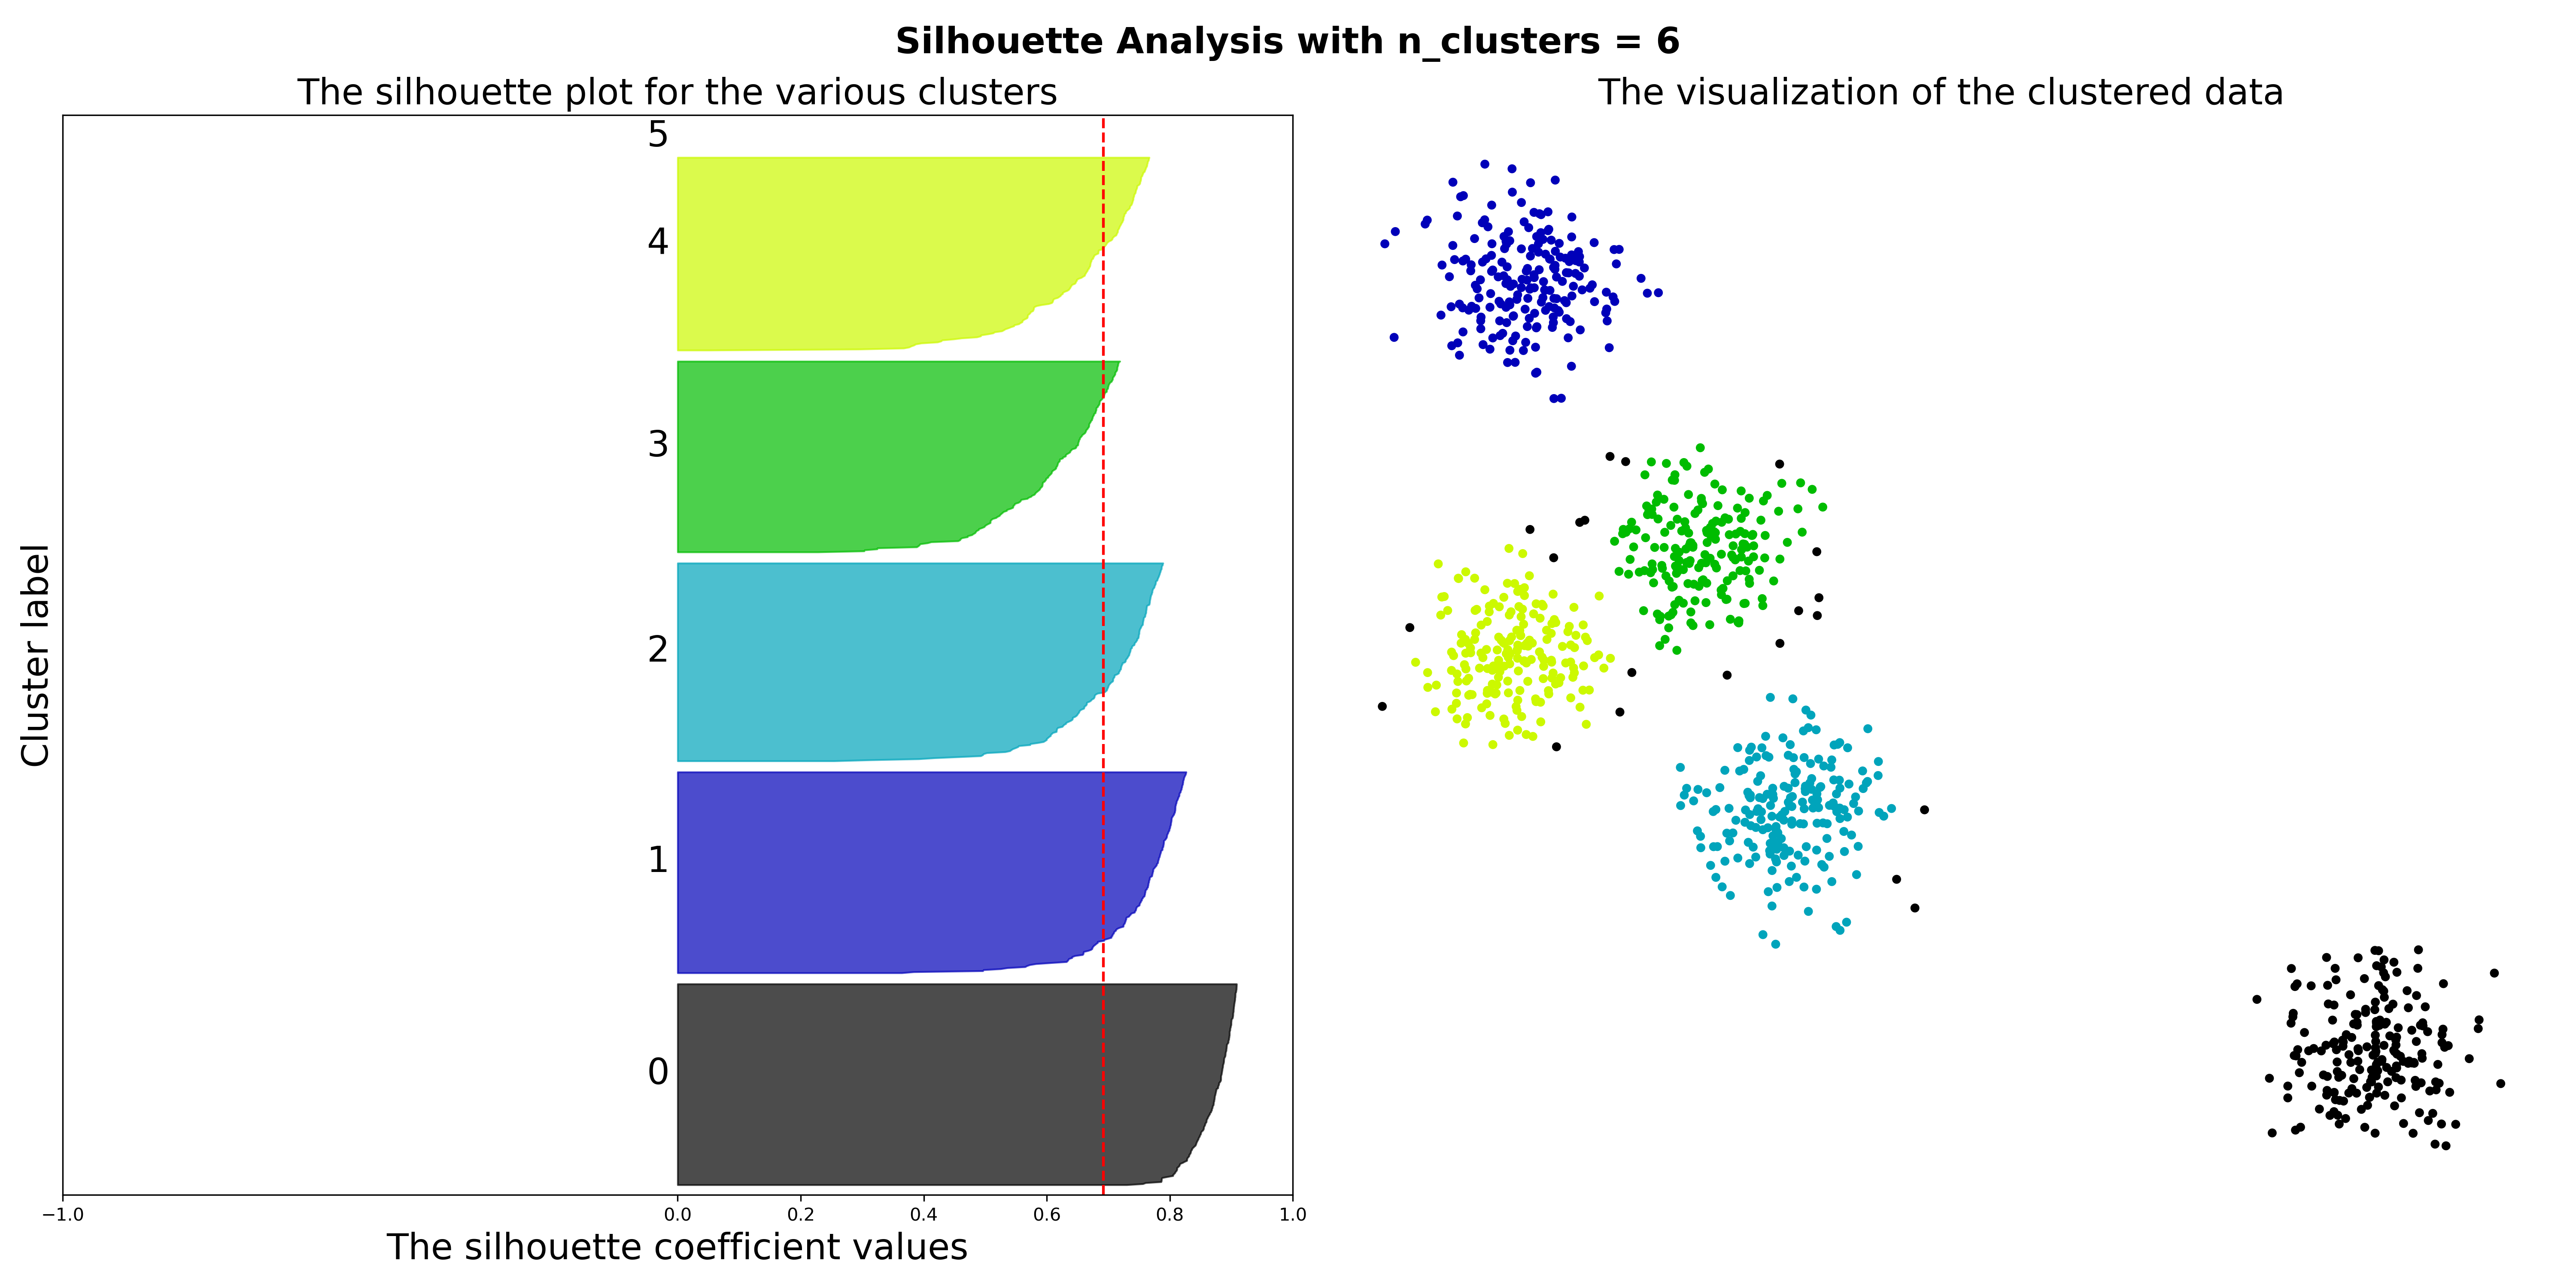 Silhouette Analysis with n_clusters = 6
The silhouette plot for the various clusters
The visualization of the clustered data
Cluster label
5
4
3
2
1
0
−1.0 0.0 0.2 0.4 0.6 0.8 1.0
The silhouette coefficient values